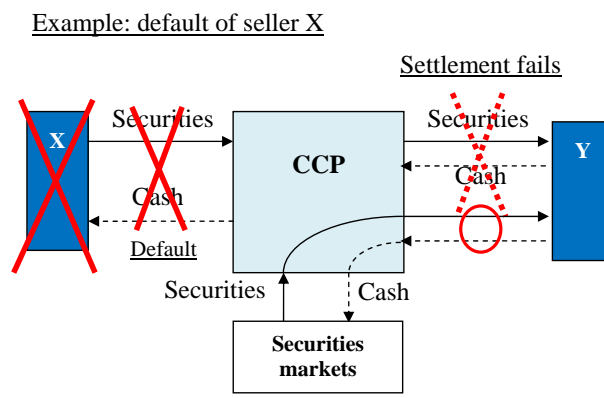 Example: default of seller X
Settlement fails
Securities
Securities
X
CCP
Y
Cash
Cash
Default
Securities
Cash
Securities
markets